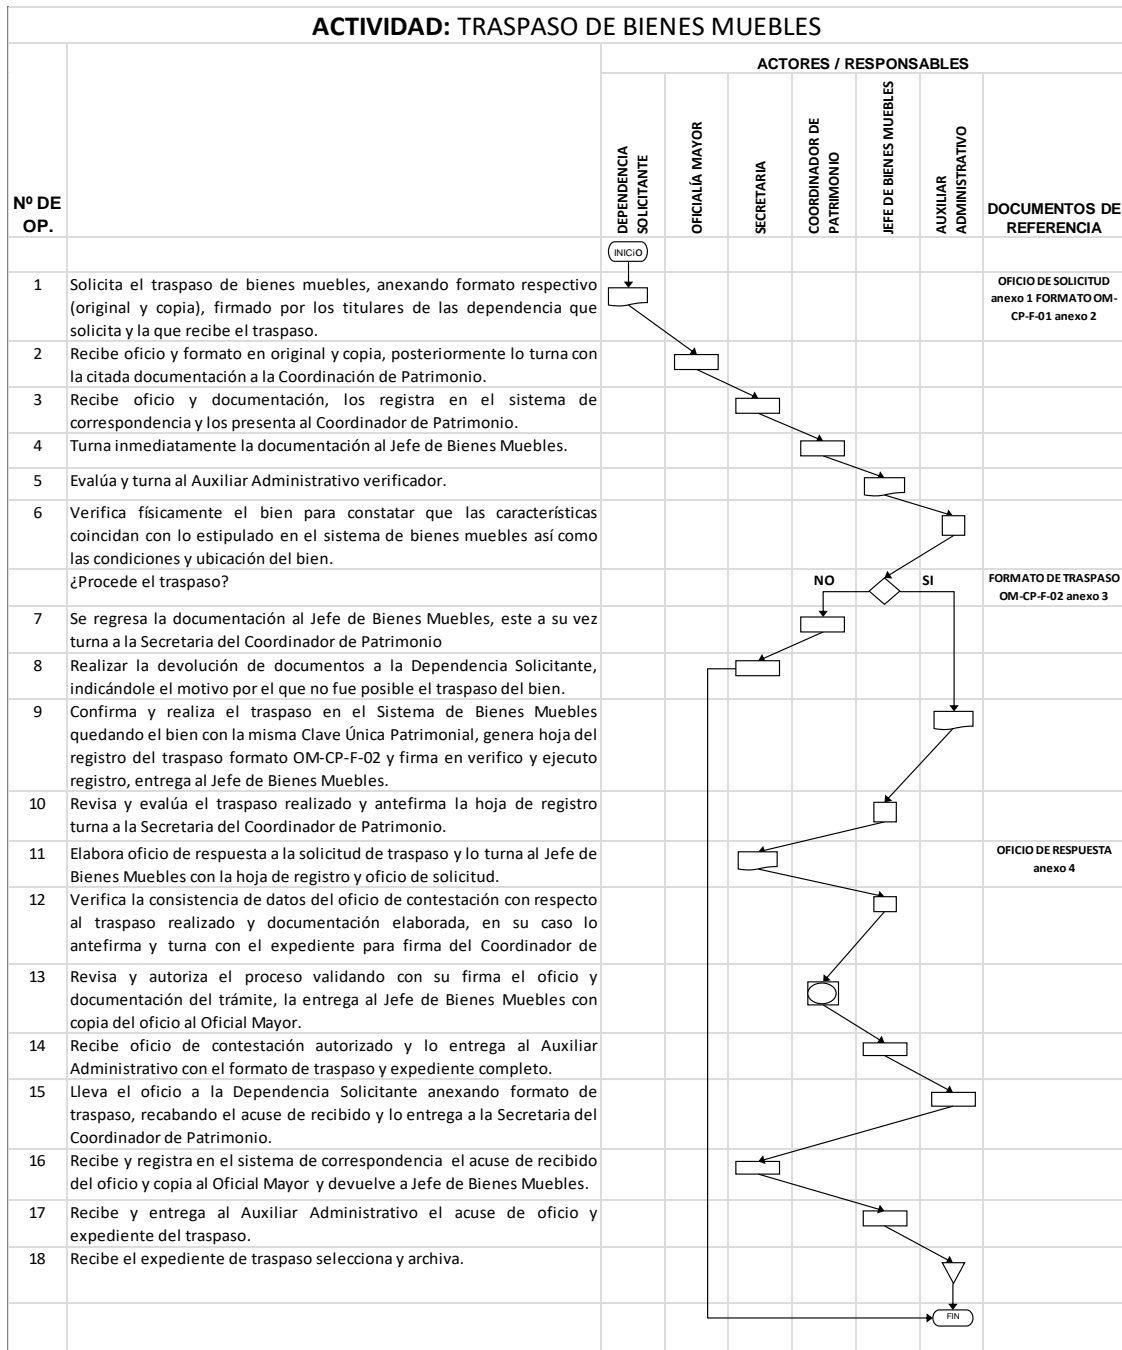 ACTIVIDAD: TRASPASO DE BIENES MUEBLES
ACTORES / RESPONSABLES
Nº DE
OP.
DEPENDENCIA
SOLICITANTE
OFICIALÍA MAYOR
SECRETARIA
COORDINADOR DE
PATRIMONIO
JEFE DE BIENES MUEBLES
AUXILIAR
ADMINISTRATIVO
DOCUMENTOS DE
REFERENCIA
INICiO
1
Solicita el traspaso de bienes muebles, anexando formato respectivo
(original y copia), firmado por los titulares de las dependencia que
solicita y la que recibe el traspaso.
OFICIO DE SOLICITUD
anexo 1 FORMATO OM-
CP-F-01 anexo 2
2
Recibe oficio y formato en original y copia, posteriormente lo turna con
la citada documentación a la Coordinación de Patrimonio.
3
Recibe oficio y documentación, los registra en el sistema de
correspondencia y los presenta al Coordinador de Patrimonio.
4
Turna inmediatamente la documentación al Jefe de Bienes Muebles.
5
Evalúa y turna al Auxiliar Administrativo verificador.
6
Verifica físicamente el bien para constatar que las características
coincidan con lo estipulado en el sistema de bienes muebles así como
las condiciones y ubicación del bien.
¿Procede el traspaso?
NO
SI
FORMATO DE TRASPASO
OM-CP-F-02 anexo 3
7
Se regresa la documentación al Jefe de Bienes Muebles, este a su vez
turna a la Secretaria del Coordinador de Patrimonio
8
Realizar la devolución de documentos a la Dependencia Solicitante,
indicándole el motivo por el que no fue posible el traspaso del bien.
9
Confirma y realiza el traspaso en el Sistema de Bienes Muebles
quedando el bien con la misma Clave Única Patrimonial, genera hoja del
registro del traspaso formato OM-CP-F-02 y firma en verifico y ejecuto
registro, entrega al Jefe de Bienes Muebles.
10
Revisa y evalúa el traspaso realizado y antefirma la hoja de registro
turna a la Secretaria del Coordinador de Patrimonio.
11
Elabora oficio de respuesta a la solicitud de traspaso y lo turna al Jefe de
Bienes Muebles con la hoja de registro y oficio de solicitud.
OFICIO DE RESPUESTA
anexo 4
12
Verifica la consistencia de datos del oficio de contestación con respecto
al traspaso realizado y documentación elaborada, en su caso lo
antefirma y turna con el expediente para firma del Coordinador de
13
Revisa y autoriza el proceso validando con su firma el oficio y
documentación del trámite, la entrega al Jefe de Bienes Muebles con
copia del oficio al Oficial Mayor.
14
Recibe oficio de contestación autorizado y lo entrega al Auxiliar
Administrativo con el formato de traspaso y expediente completo.
15
Lleva el oficio a la Dependencia Solicitante anexando formato de
traspaso, recabando el acuse de recibido y lo entrega a la Secretaria del
Coordinador de Patrimonio.
16
Recibe y registra en el sistema de correspondencia el acuse de recibido
del oficio y copia al Oficial Mayor y devuelve a Jefe de Bienes Muebles.
17
Recibe y entrega al Auxiliar Administrativo el acuse de oficio y
expediente del traspaso.
18
Recibe el expediente de traspaso selecciona y archiva.
FIN